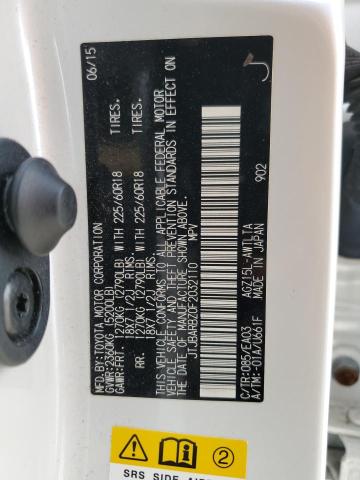 MFD.BY:TOYOTA MOTOR CORPORATION 06/15
GVWR:2360KG (5200LB)
GAWR:FRT. 1270KG (2790LB) WITH 225/60R18 TIRES.
18X7 1/2J RIMS
RR. 1270KG (2790LB) WITH 225/60R18 TIRES.
18X7 1/2J RIMS
THIS VEHICLE CONFORMS TO ALL APPLICABLE FEDERAL MOTOR
VEHICLE SAFETY AND THEFT PREVENTION STANDARDS IN EFFECT
ON THE DATE OF MANUFACTURE SHOWN ABOVE.
JTJBARBZ0F2032110 MPV
C/TR:085/EA03 AGZ15L-AWTLTA 902
A/TM:-01A/U661F MADE IN JAPAN
J
2
SRS SIDE